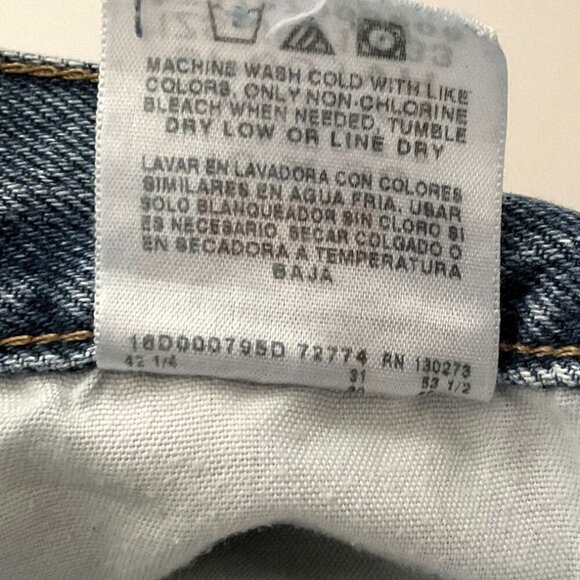 MACHINE WASH COLD WITH LIKE
COLORS. ONLY NON-CHLORINE
BLEACH WHEN NEEDED. TUMBLE
DRY LOW OR LINE DRY
LAVAR EN LAVADORA CON COLORES
SIMILARES EN AGUA FRIA. USAR
SOLO BLANQUEADOR SIN CLORO SI
ES NECESARIO. SECAR COLGADO O
EN SECADORA A TEMPERATURA
BAJA
16D000795D 72774 RN 130273
42 1/4 31 53 1/2